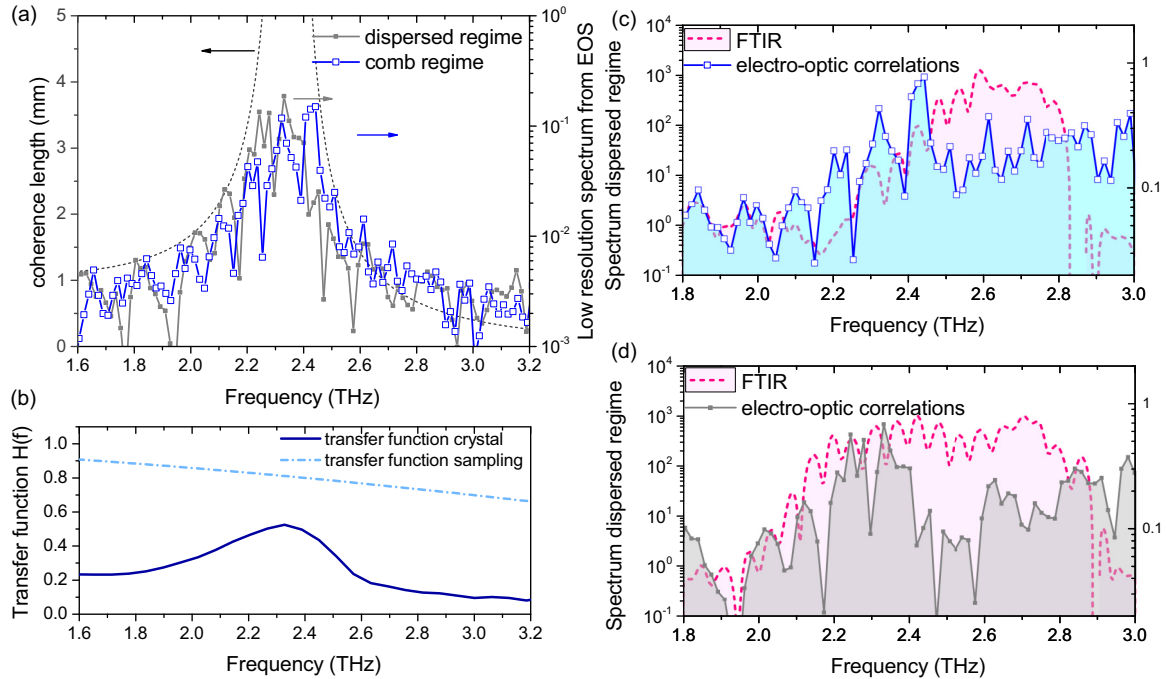 (a)
coherence length (mm)
5
4
3
2
1
0
dispersed regime
comb regime
10^0
10^-1
10^-2
10^-3
Low resolution spectrum from EOS
1.6 1.8 2.0 2.2 2.4 2.6 2.8 3.0 3.2
Frequency (THz)
(b)
Transfer function H(f)
1.0
0.8
0.6
0.4
0.2
0.0
transfer function crystal
transfer function sampling
1.6 1.8 2.0 2.2 2.4 2.6 2.8 3.0 3.2
Frequency (THz)
(c)
Spectrum dispersed regime
10^4
10^3
10^2
10^1
10^0
10^-1
FTIR
electro-optic correlations
1
0.1
1.8 2.0 2.2 2.4 2.6 2.8 3.0
Frequency (THz)
(d)
Spectrum dispersed regime
10^4
10^3
10^2
10^1
10^0
10^-1
FTIR
electro-optic correlations
1
0.1
1.8 2.0 2.2 2.4 2.6 2.8 3.0
Frequency (THz)